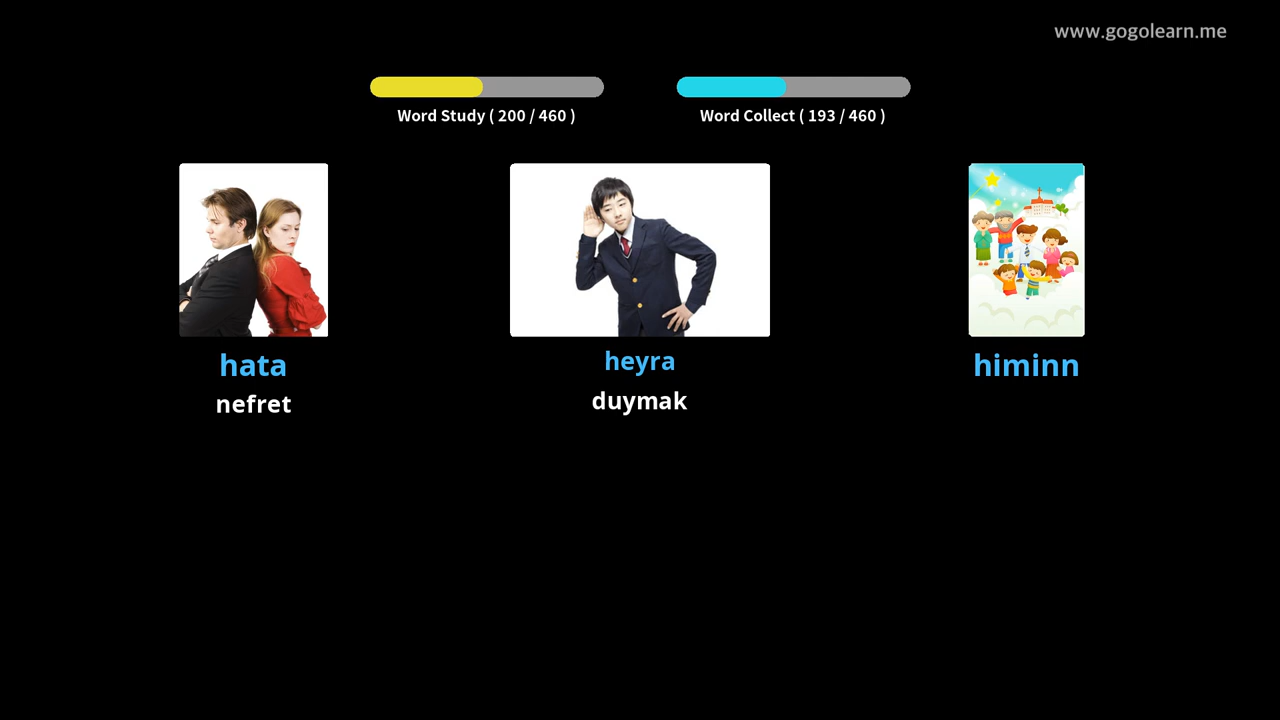 www.gogolearn.me
Word Study ( 200 / 460 )
Word Collect ( 193 / 460 )
hata
nefret
heyra
duymak
himinn